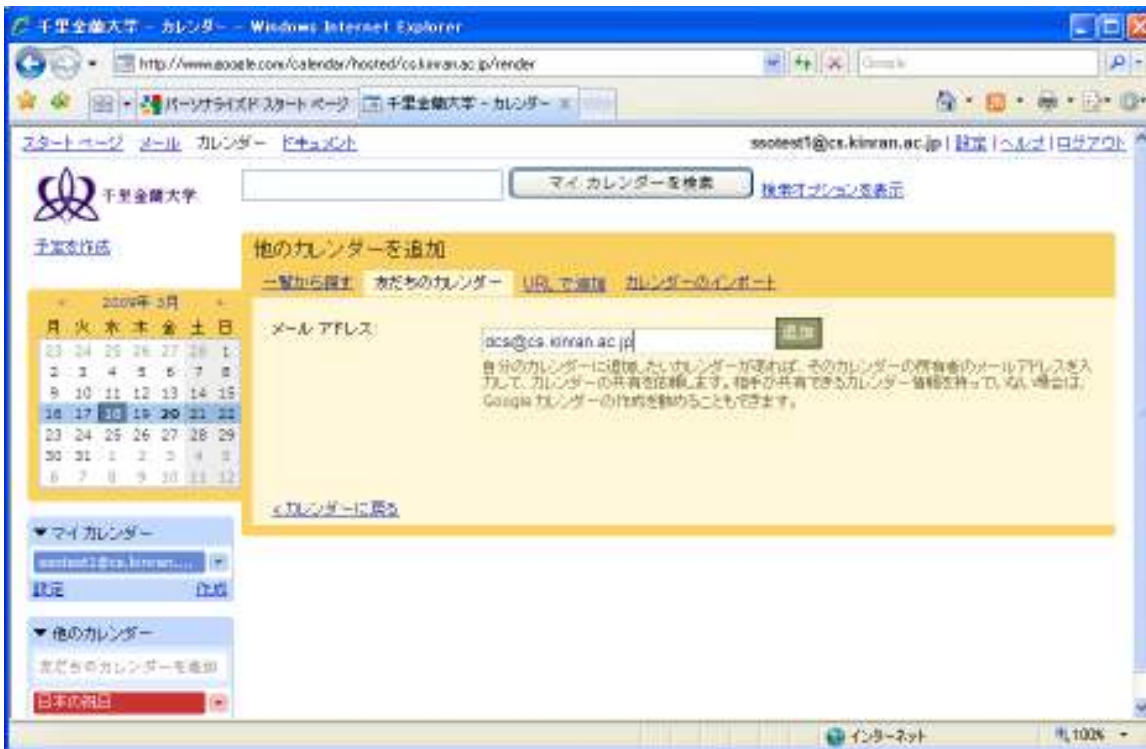 千里金蘭大学 - カレンダー - Windows Internet Explorer
http://www.google.com/calendar/hosted/cs.kinran.ac.jp/render
Google
パーソナライズド スタート ページ
千里金蘭大学 - カレンダー
スタート ページ メール カレンダー ドキュメント
ssotest1@cs.kinran.ac.jp | 設定 | ヘルプ | ログアウト
千里金蘭大学
マイ カレンダーを検索
検索オプションを表示
予定を作成
他のカレンダーを追加
一覧から探す 友だちのカレンダー URL で追加 カレンダーのインポート
« 2009年 3月 »
月 火 水 木 金 土 日
23 24 25 26 27 28 1
2 3 4 5 6 7 8
9 10 11 12 13 14 15
16 17 18 19 20 21 22
23 24 25 26 27 28 29
30 31 1 2 3 4 5
6 7 8 9 10 11 12
メール アドレス:
dcs@cs.kinran.ac.jp
追加
自分のカレンダーに追加したいカレンダーがあれば、そのカレンダーの所有者のメールアドレスを入
力して、カレンダーの共有を依頼します。相手が共有できるカレンダー情報を持っていない場合は、
Google カレンダーの作成を勧めることもできます。
« カレンダーに戻る
▼マイ カレンダー
ssotest1@cs.kinran....
設定 作成
▼他のカレンダー
友だちのカレンダーを追加
日本の祝日
インターネット
100%